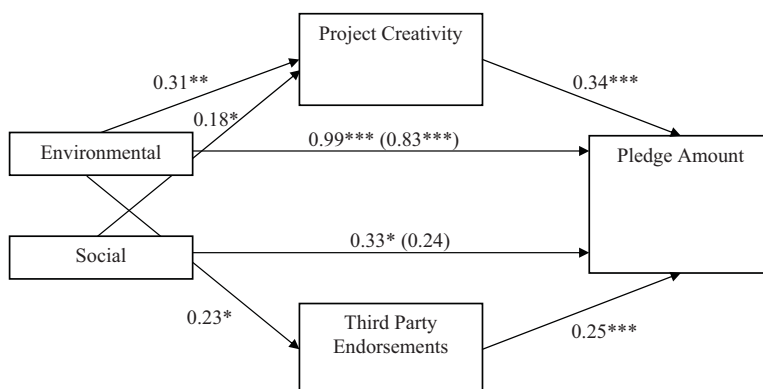 Project Creativity
0.31**
0.34***
0.18*
Environmental
0.99*** (0.83***)
Pledge Amount
Social
0.33* (0.24)
0.23*
Third Party
Endorsements
0.25***